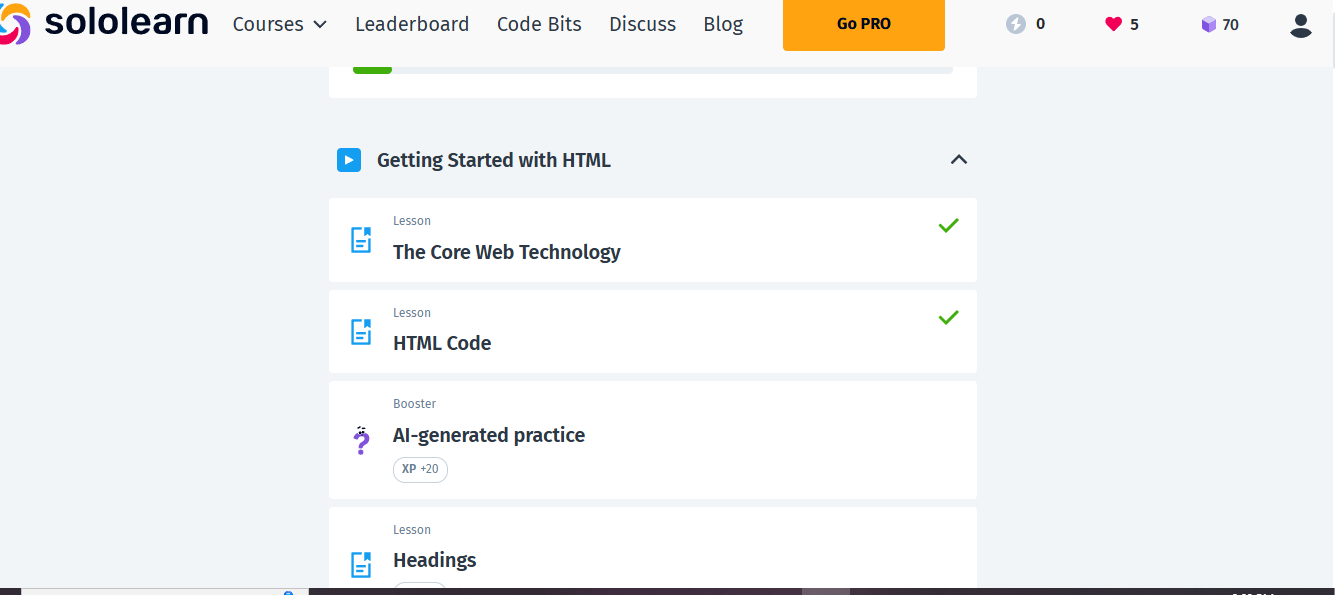 sololearn Courses Leaderboard Code Bits Discuss Blog Go PRO 0 5 70
Getting Started with HTML
Lesson
The Core Web Technology
Lesson
HTML Code
Booster
AI-generated practice
XP +20
Lesson
Headings